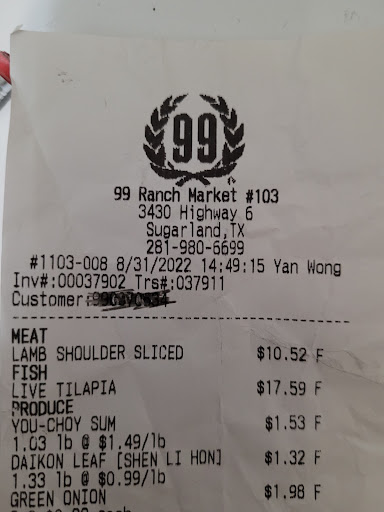 99
99 Ranch Market #103
3430 Highway 6
Sugarland,TX
281-980-6699
#1103-008 8/31/2022 14:49:15 Yan Wong
Inv#:00037902 Trs#:037911
Customer:
MEAT
LAMB SHOULDER SLICED $10.52 F
FISH
LIVE TILAPIA $17.59 F
PRODUCE
YOU-CHOY SUM $1.53 F
1.03 lb @ $1.49/lb
DAIKON LEAF [SHEN LI HON] $1.32 F
1.33 lb @ $0.99/lb
GREEN ONION $1.98 F